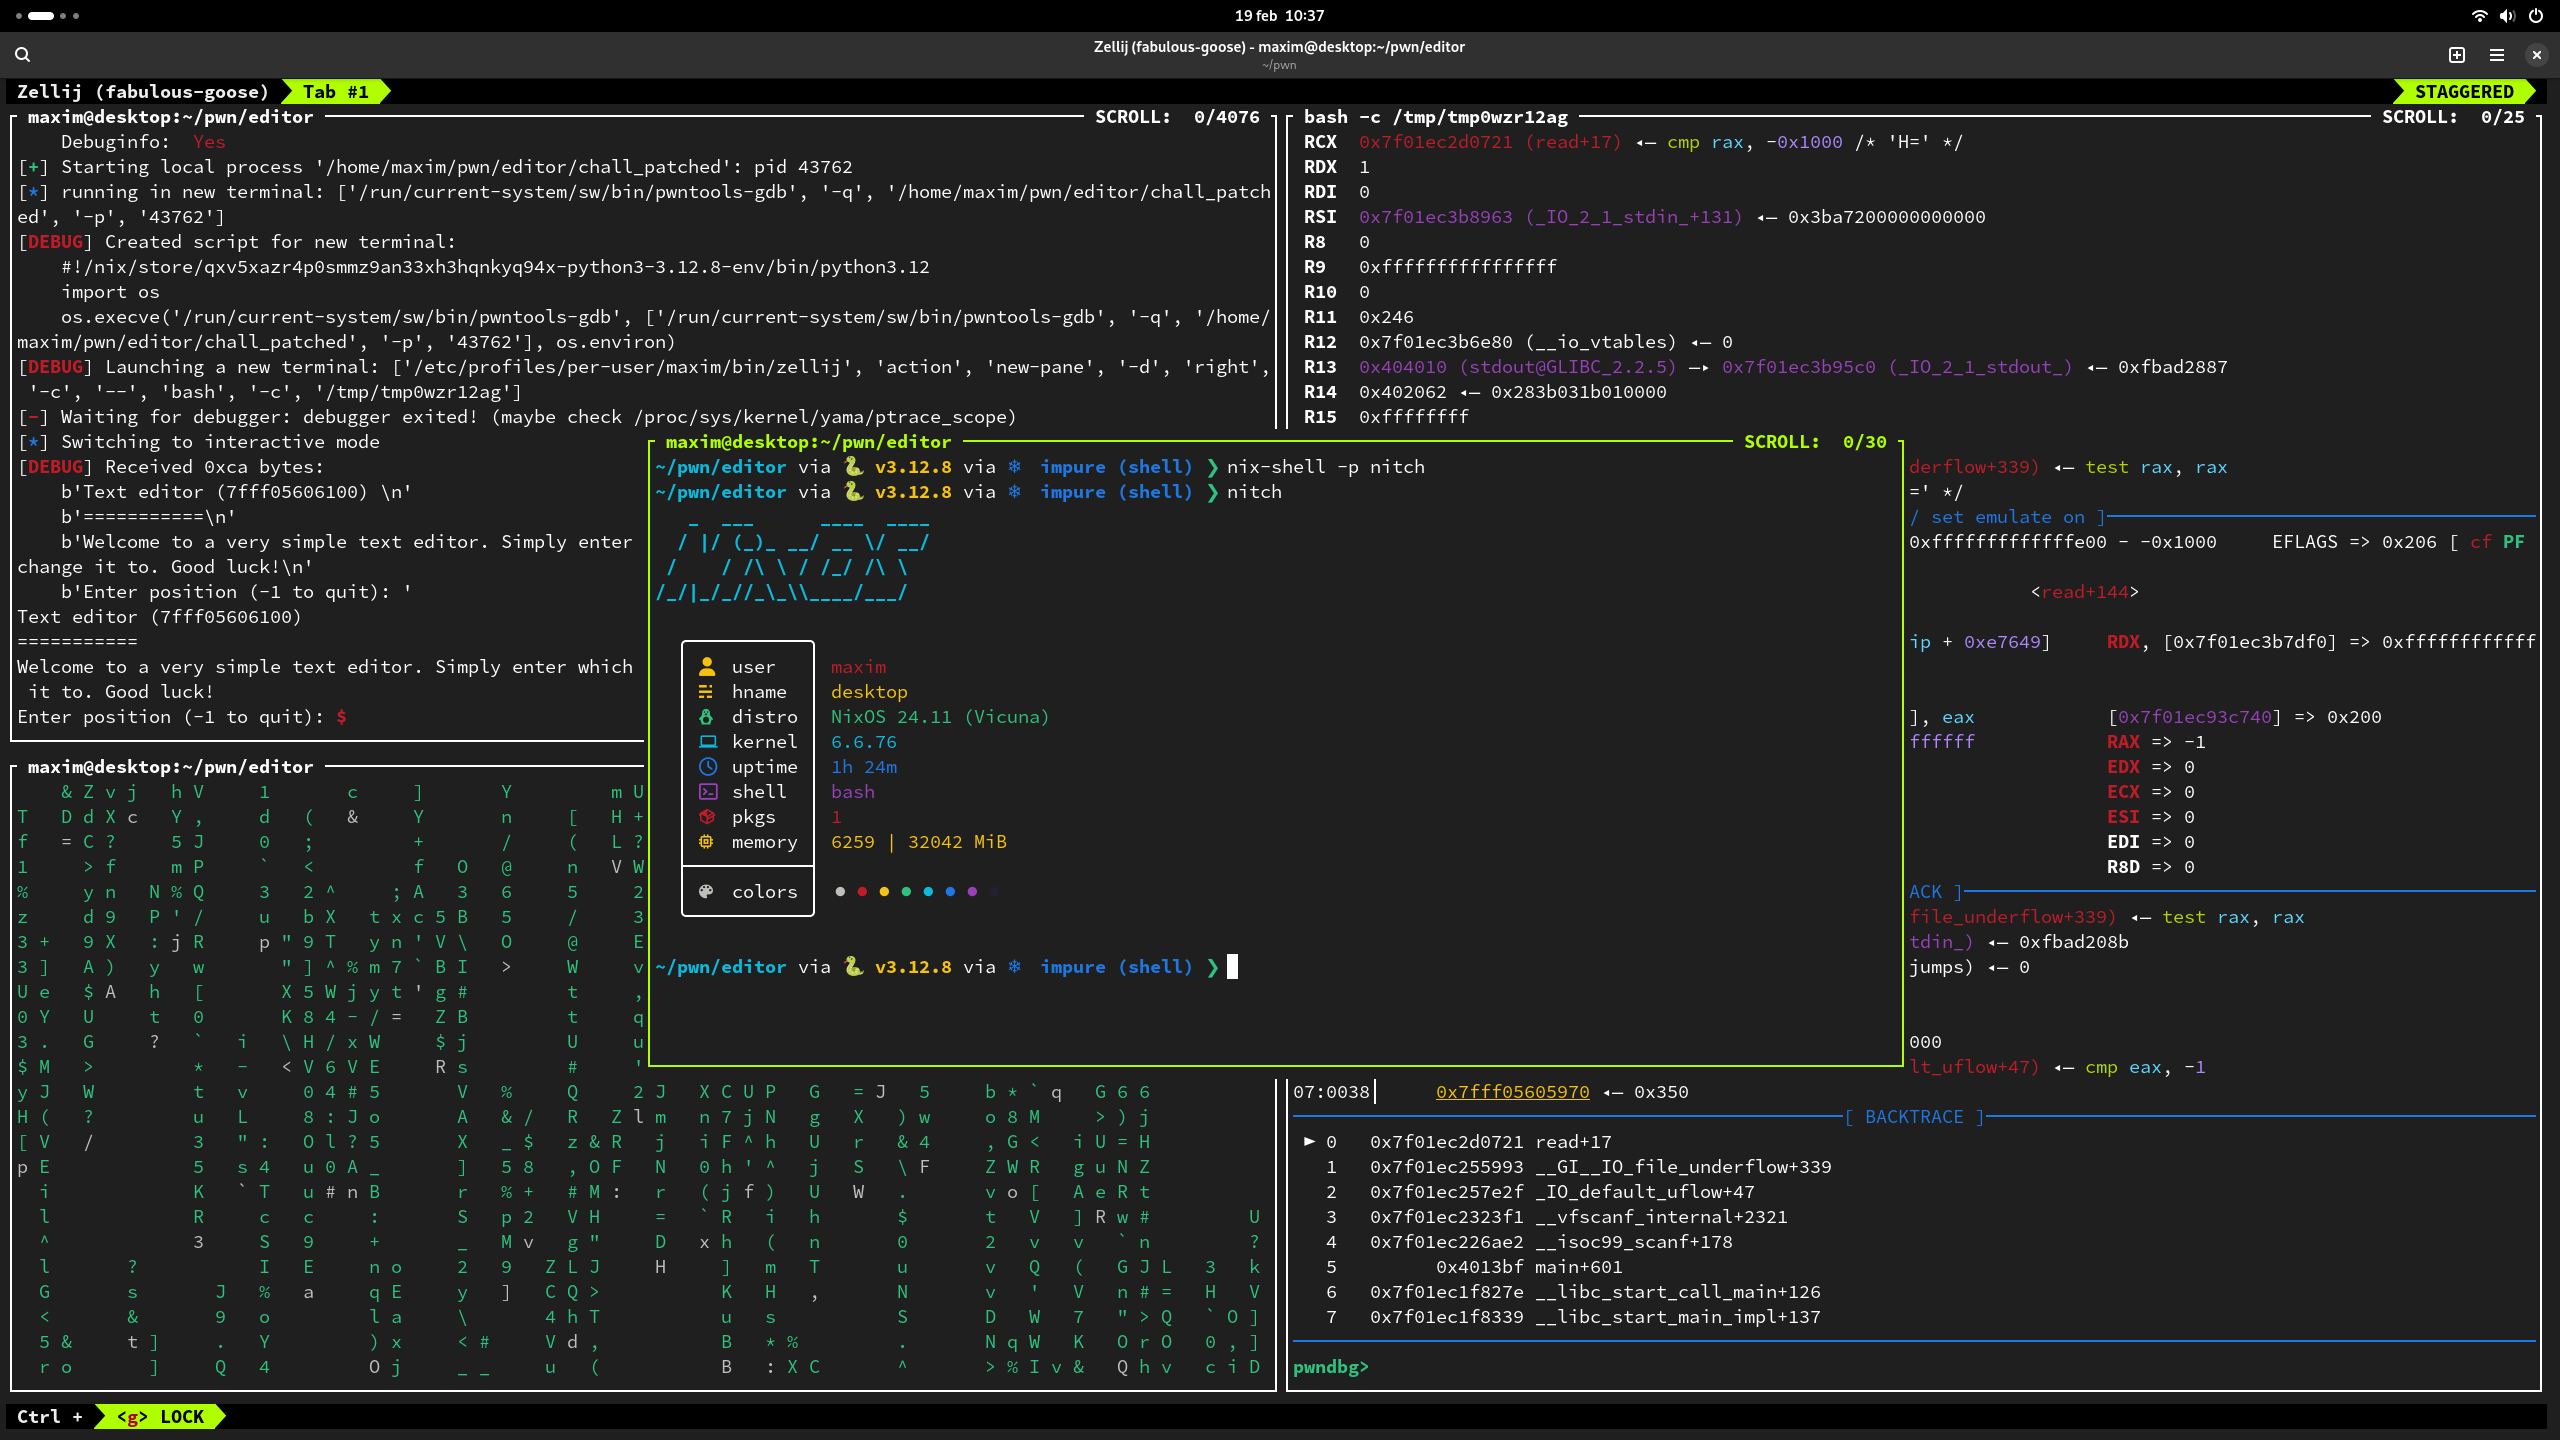 19 feb 10:37
Zellij (fabulous-goose) - maxim@desktop:~/pwn/editor
~/pwn
Zellij (fabulous-goose) Tab #1 STAGGERED
maxim@desktop:~/pwn/editor SCROLL: 0/4076
Debuginfo: Yes
[+] Starting local process '/home/maxim/pwn/editor/chall_patched': pid 43762
[*] running in new terminal: ['/run/current-system/sw/bin/pwntools-gdb', '-q', '/home/maxim/pwn/editor/chall_patch
ed', '-p', '43762']
[DEBUG] Created script for new terminal:
#!/nix/store/qxv5xazr4p0smmz9an33xh3hqnkyq94x-python3-3.12.8-env/bin/python3.12
import os
os.execve('/run/current-system/sw/bin/pwntools-gdb', ['/run/current-system/sw/bin/pwntools-gdb', '-q', '/home/
maxim/pwn/editor/chall_patched', '-p', '43762'], os.environ)
[DEBUG] Launching a new terminal: ['/etc/profiles/per-user/maxim/bin/zellij', 'action', 'new-pane', '-d', 'right',
'-c', '--', 'bash', '-c', '/tmp/tmp0wzr12ag']
[-] Waiting for debugger: debugger exited! (maybe check /proc/sys/kernel/yama/ptrace_scope)
[*] Switching to interactive mode
[DEBUG] Received 0xca bytes:
b'Text editor (7fff05606100) \n'
b'===========\n'
b'Welcome to a very simple text editor. Simply enter
change it to. Good luck!\n'
b'Enter position (-1 to quit): '
Text editor (7fff05606100)
===========
Welcome to a very simple text editor. Simply enter which
it to. Good luck!
Enter position (-1 to quit): $
bash -c /tmp/tmp0wzr12ag SCROLL: 0/25
RCX 0x7f01ec2d0721 (read+17) ◂— cmp rax, -0x1000 /* 'H=' */
RDX 1
RDI 0
RSI 0x7f01ec3b8963 (_IO_2_1_stdin_+131) ◂— 0x3ba7200000000000
R8 0
R9 0xffffffffffffffff
R10 0
R11 0x246
R12 0x7f01ec3b6e80 (__io_vtables) ◂— 0
R13 0x404010 (stdout@GLIBC_2.2.5) —▸ 0x7f01ec3b95c0 (_IO_2_1_stdout_) ◂— 0xfbad2887
R14 0x402062 ◂— 0x283b031b010000
R15 0xffffffff
derflow+339) ◂— test rax, rax
=' */
/ set emulate on ]
0xfffffffffffffe00 - -0x1000 EFLAGS => 0x206 [ cf PF
<read+144>
ip + 0xe7649] RDX, [0x7f01ec3b7df0] => 0xffffffffffff
], eax [0x7f01ec93c740] => 0x200
ffffff RAX => -1
EDX => 0
ECX => 0
ESI => 0
EDI => 0
R8D => 0
ACK ]
file_underflow+339) ◂— test rax, rax
tdin_) ◂— 0xfbad208b
jumps) ◂— 0
000
lt_uflow+47) ◂— cmp eax, -1
07:0038│ 0x7fff05605970 ◂— 0x350
[ BACKTRACE ]
► 0 0x7f01ec2d0721 read+17
1 0x7f01ec255993 __GI__IO_file_underflow+339
2 0x7f01ec257e2f _IO_default_uflow+47
3 0x7f01ec2323f1 __vfscanf_internal+2321
4 0x7f01ec226ae2 __isoc99_scanf+178
5 0x4013bf main+601
6 0x7f01ec1f827e __libc_start_call_main+126
7 0x7f01ec1f8339 __libc_start_main_impl+137
pwndbg>
maxim@desktop:~/pwn/editor SCROLL: 0/30
~/pwn/editor via 🐍 v3.12.8 via ❄ impure (shell) ❯ nix-shell -p nitch
~/pwn/editor via 🐍 v3.12.8 via ❄ impure (shell) ❯ nitch
user maxim
hname desktop
distro NixOS 24.11 (Vicuna)
kernel 6.6.76
uptime 1h 24m
shell bash
pkgs 1
memory 6259 | 32042 MiB
colors
~/pwn/editor via 🐍 v3.12.8 via ❄ impure (shell) ❯
maxim@desktop:~/pwn/editor
Ctrl + <g> LOCK